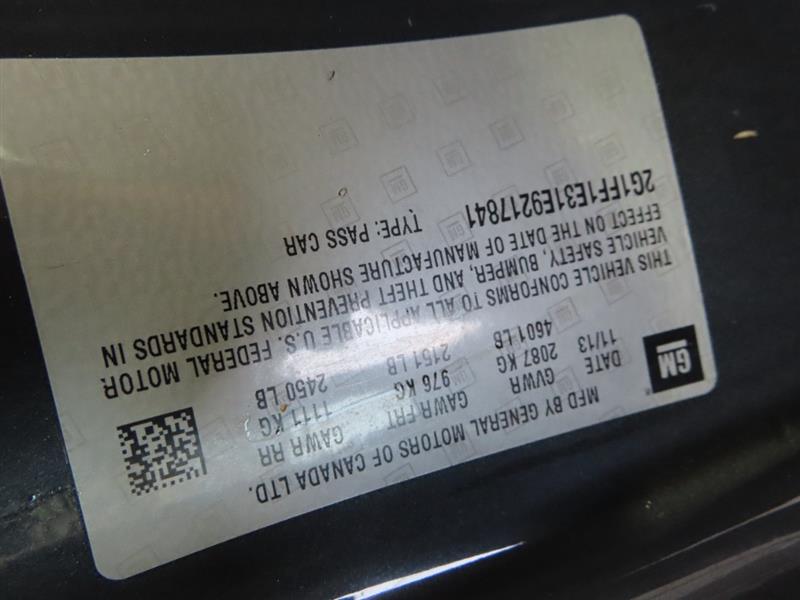 GM
MFD BY GENERAL MOTORS OF CANADA LTD.
DATE GVWR GAWR FRT GAWR RR
11/13 2087 KG 976 KG 1111 KG
4601 LB 2151 LB 2450 LB
THIS VEHICLE CONFORMS TO ALL APPLICABLE U.S. FEDERAL MOTOR
VEHICLE SAFETY, BUMPER, AND THEFT PREVENTION STANDARDS IN
EFFECT ON THE DATE OF MANUFACTURE SHOWN ABOVE.
2G1FF1E31E9217841 TYPE: PASS CAR